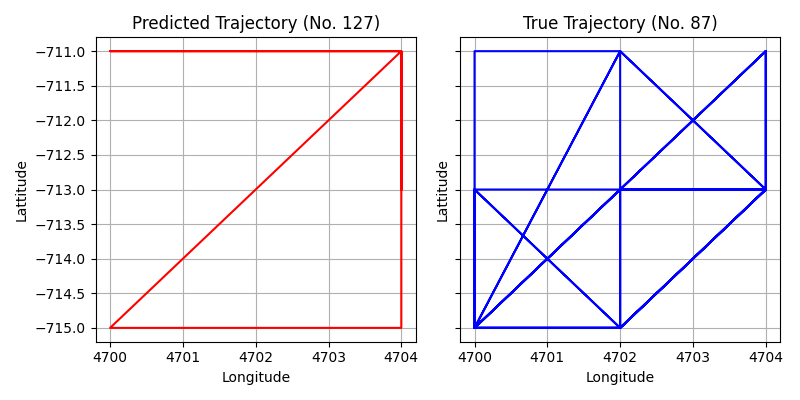 Predicted Trajectory (No. 127)
True Trajectory (No. 87)
−711.0
−711.5
−712.0
−712.5
−713.0
−713.5
−714.0
−714.5
−715.0
Lattitude
Lattitude
4700 4701 4702 4703 4704
4700 4701 4702 4703 4704
Longitude
Longitude